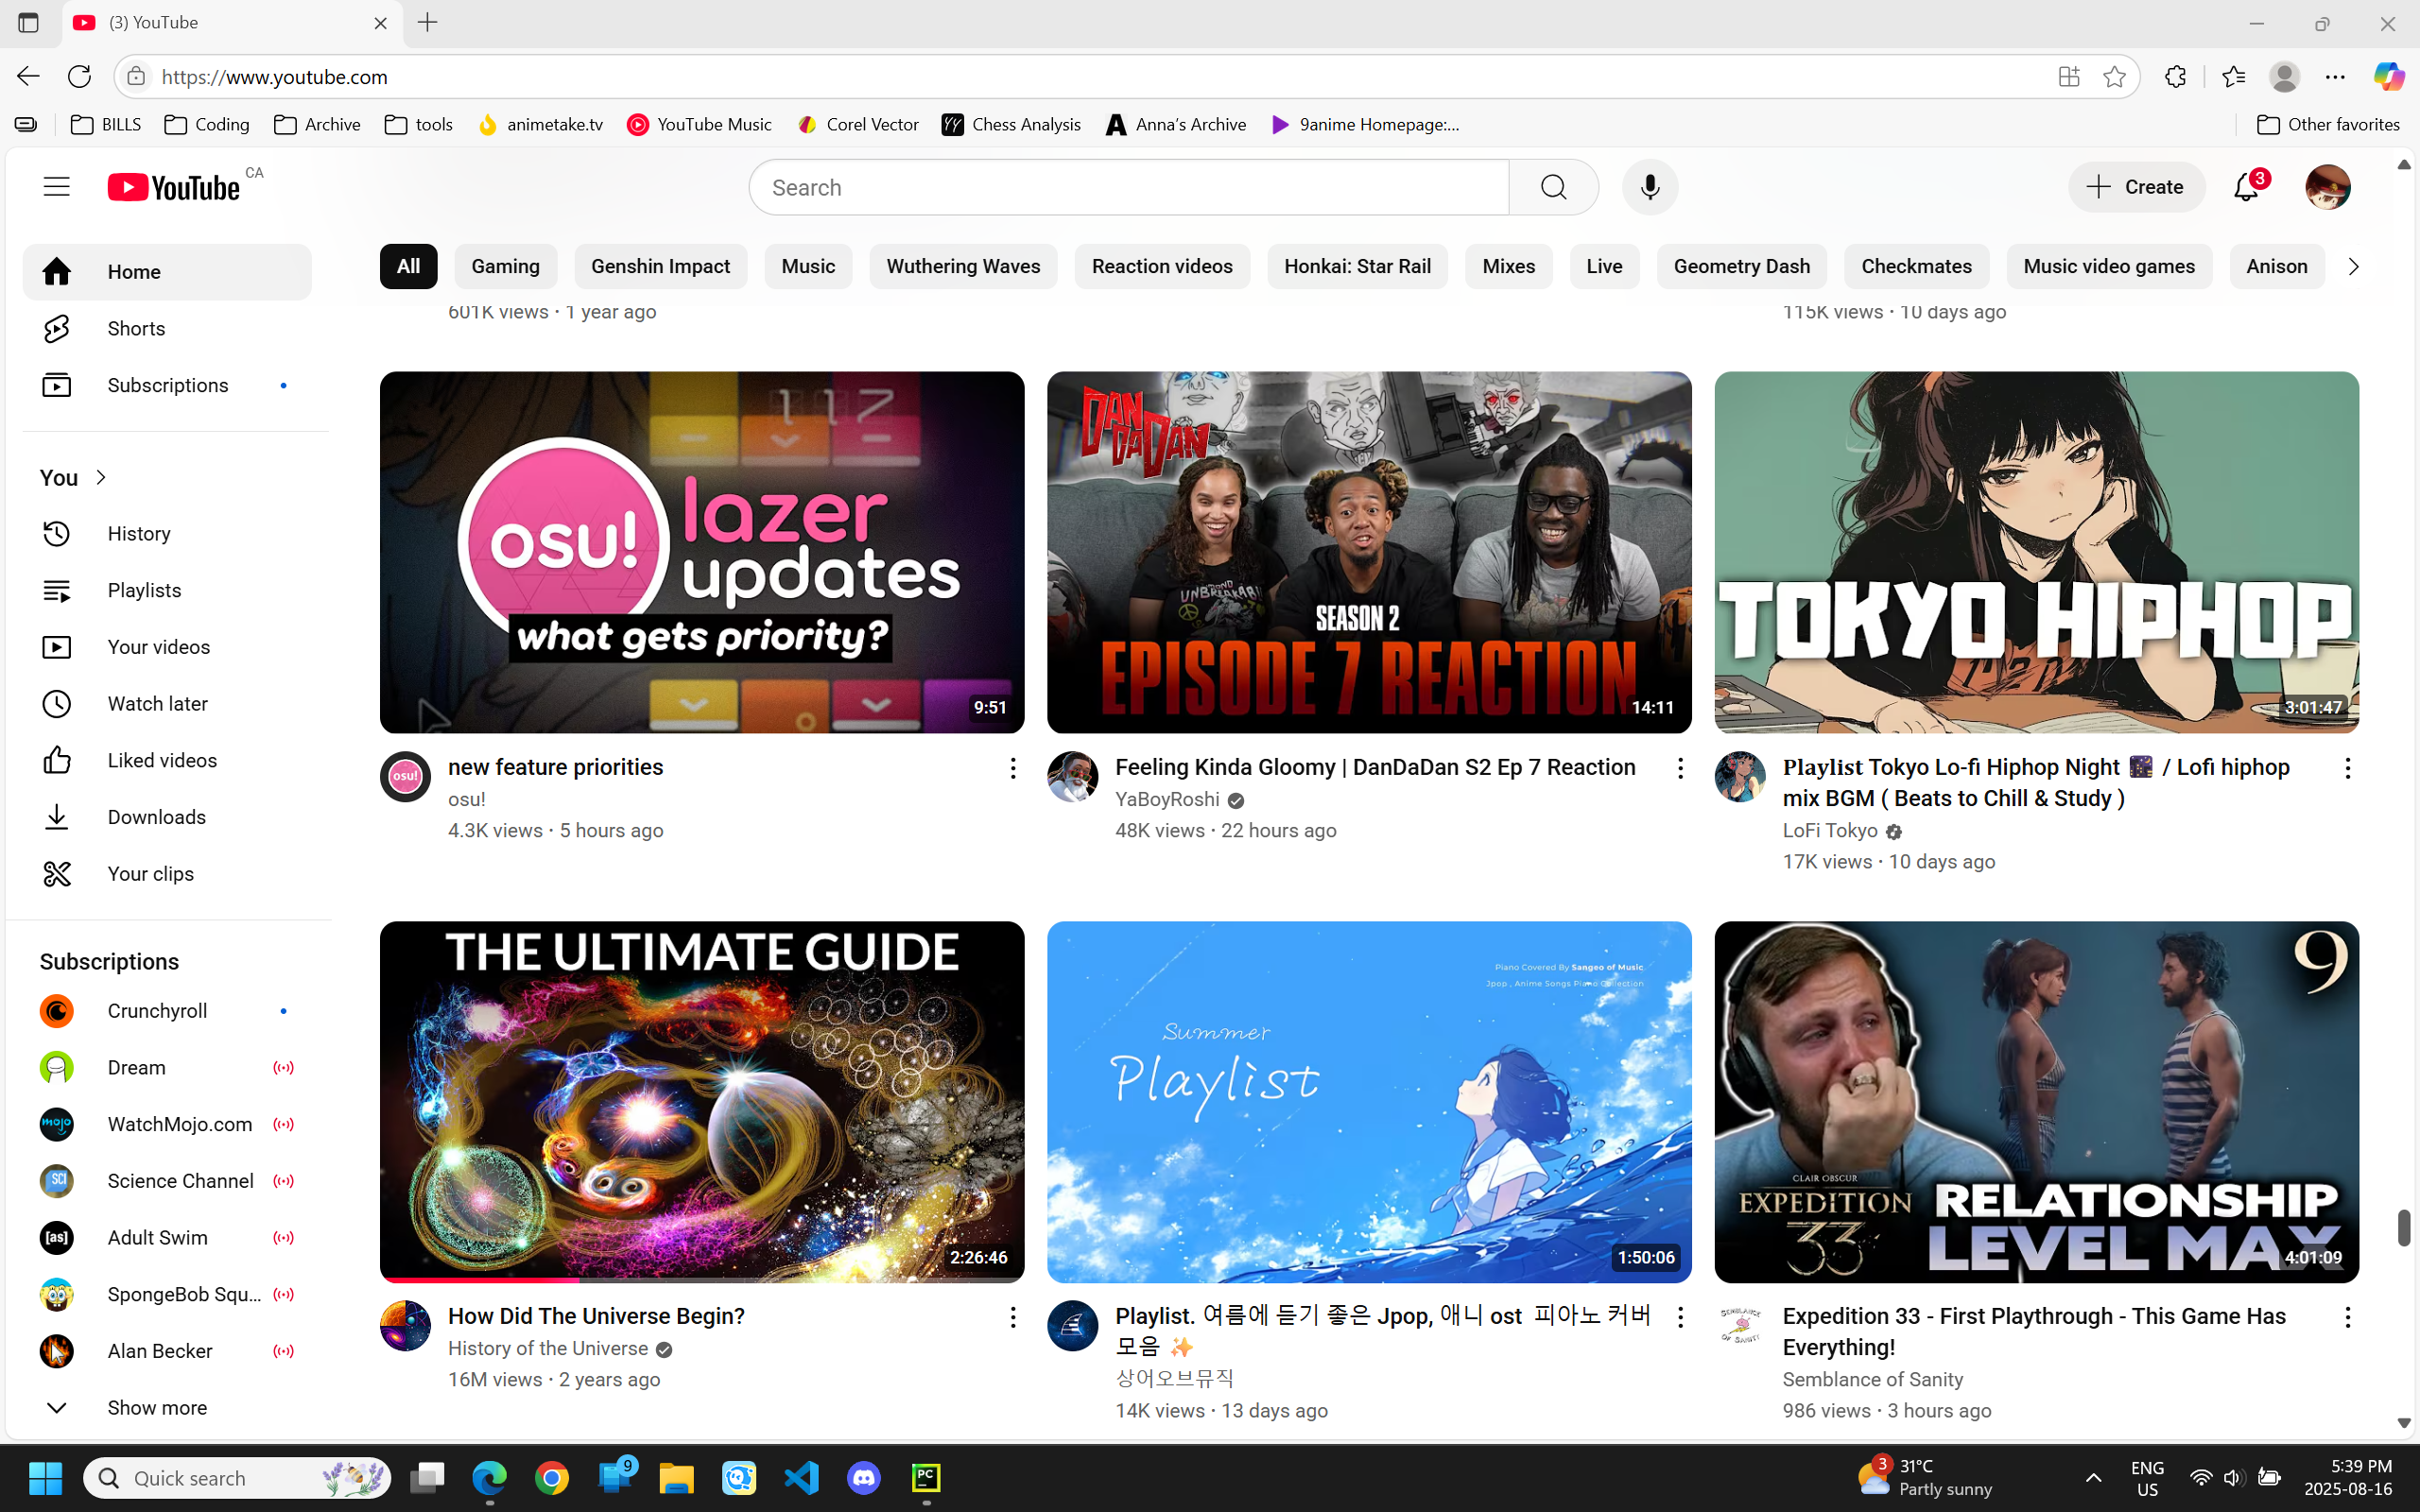 (3) YouTube
https://www.youtube.com
BILLS
Coding
Archive
tools
animetake.tv
YouTube Music
Corel Vector
Chess Analysis
Anna's Archive
9anime Homepage:...
Other favorites
YouTube CA
Search
Create
3
Home
Shorts
Subscriptions
You
History
Playlists
Your videos
Watch later
Liked videos
Downloads
Your clips
Subscriptions
Crunchyroll
Dream
WatchMojo.com
Science Channel
Adult Swim
SpongeBob Squ...
Alan Becker
Show more
All
Gaming
Genshin Impact
Music
Wuthering Waves
Reaction videos
Honkai: Star Rail
Mixes
Live
Geometry Dash
Checkmates
Music video games
Anison
601K views · 1 year ago
115K views · 10 days ago
117
osu!
lazer
updates
what gets priority?
9:51
new feature priorities
osu!
4.3K views · 5 hours ago
DAN
DA DAN
SEASON 2
EPISODE 7 REACTION
14:11
Feeling Kinda Gloomy | DanDaDan S2 Ep 7 Reaction
YaBoyRoshi
48K views · 22 hours ago
TOKYO HIPHOP
3:01:47
Playlist Tokyo Lo-fi Hiphop Night 🎆 / Lofi hiphop
mix BGM ( Beats to Chill & Study )
LoFi Tokyo
17K views · 10 days ago
THE ULTIMATE GUIDE
2:26:46
How Did The Universe Begin?
History of the Universe
16M views · 2 years ago
Piano Covered By Sangeo of Music
Jpop , Anime Songs Piano Collection
Summer
Playlist
1:50:06
Playlist. 여름에 듣기 좋은 Jpop, 애니 ost 피아노 커버
모음 ✨
상어오브뮤직
14K views · 13 days ago
9
CLAIR OBSCUR
EXPEDITION
33
RELATIONSHIP
LEVEL MAX
4:01:09
Expedition 33 - First Playthrough - This Game Has
Everything!
Semblance of Sanity
986 views · 3 hours ago
Quick search
9
PC
3
31°C
Partly sunny
ENG
US
5:39 PM
2025-08-16